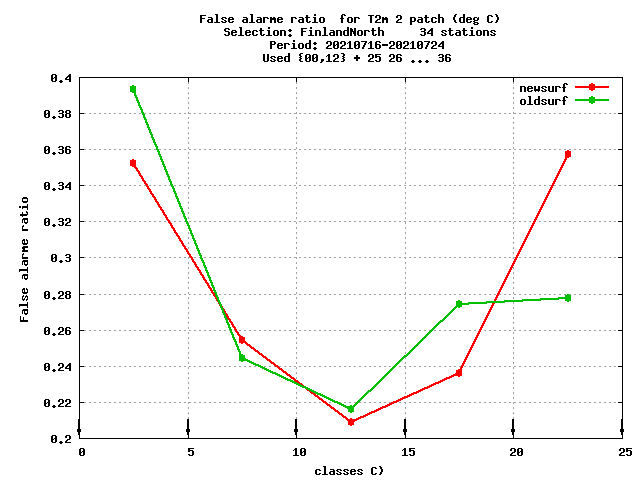 False alarme ratio  for T2m 2 patch (deg C)
Selection: FinlandNorth     34 stations
Period: 20210716-20210724
Used {00,12} + 25 26 ... 36
newsurf
oldsurf
False alarme ratio
0.4
0.38
0.36
0.34
0.32
0.3
0.28
0.26
0.24
0.22
0.2
0 5 10 15 20 25
classes C)